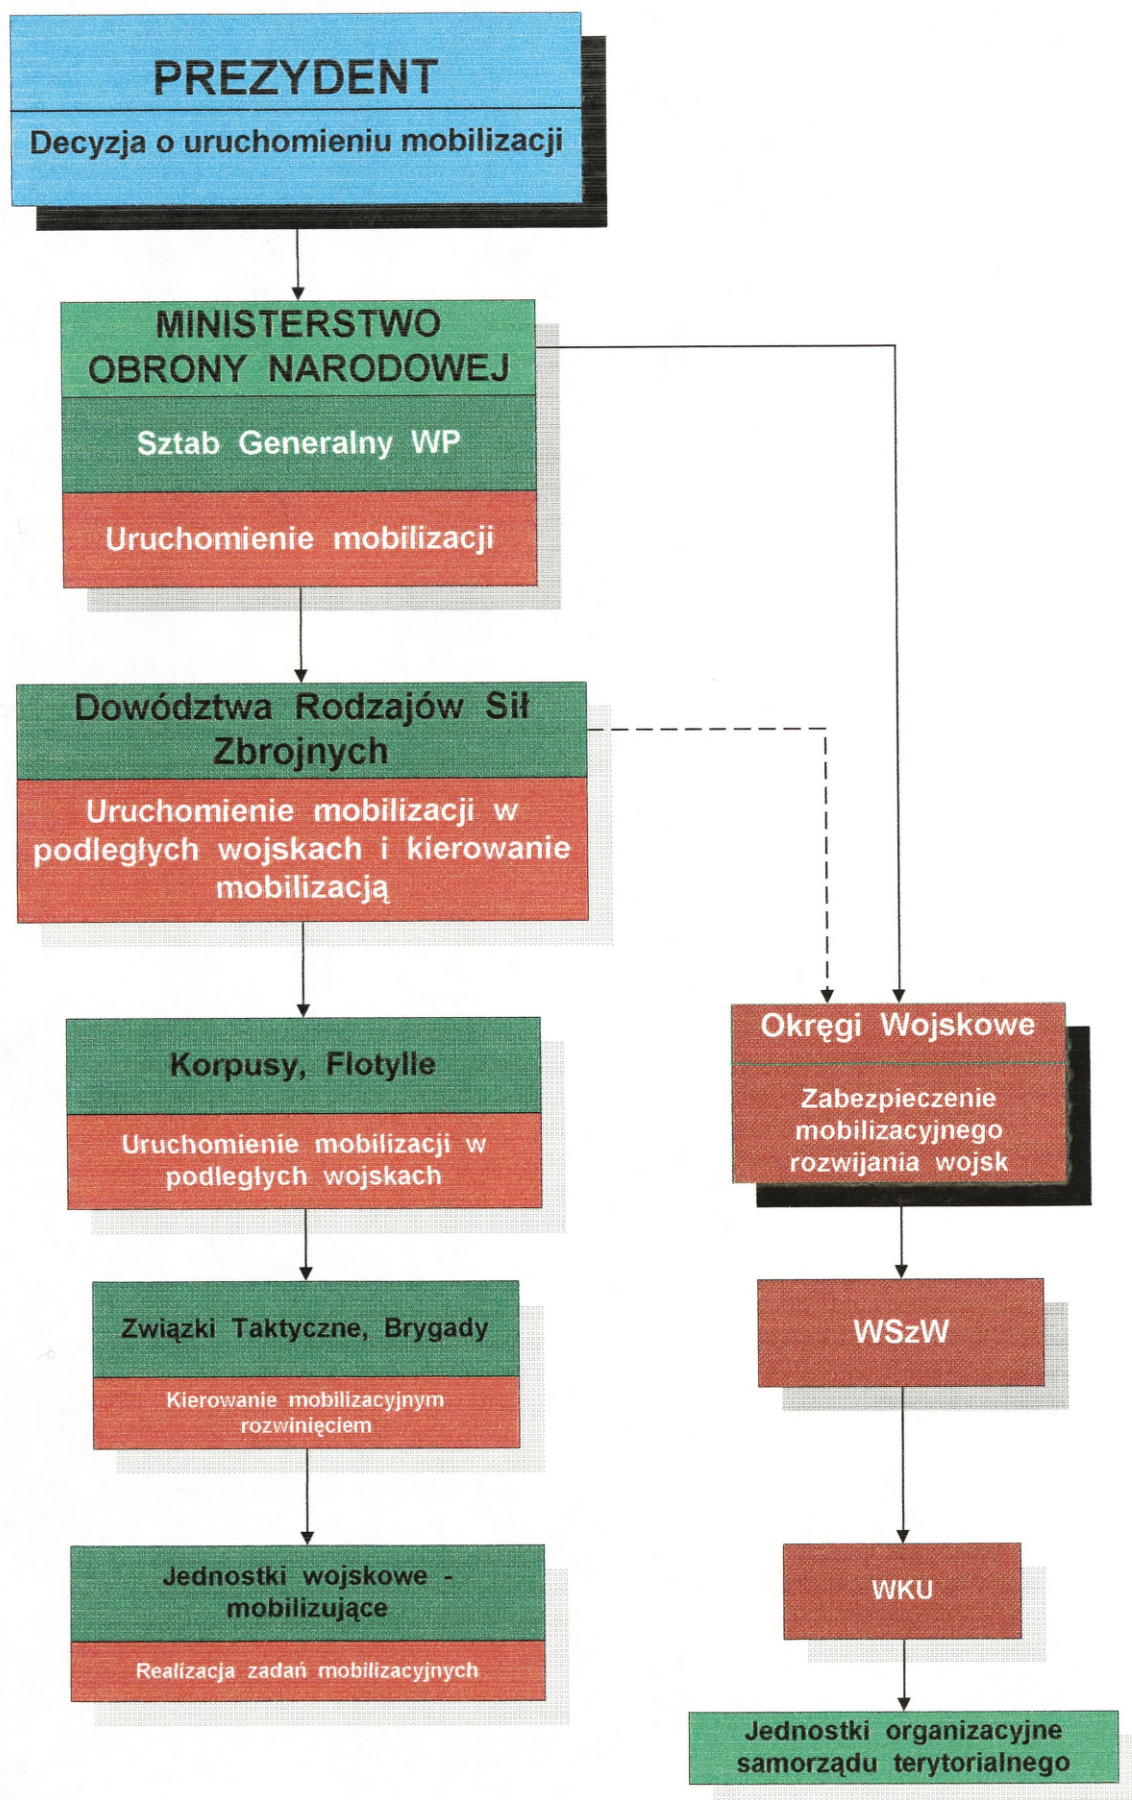 PREZYDENT
Decyzja o uruchomieniu mobilizacji
MINISTERSTWO
OBRONY NARODOWEJ
Sztab Generalny WP
Uruchomienie mobilizacji
Dowództwa Rodzajów Sił
Zbrojnych
Uruchomienie mobilizacji w
podległych wojskach i kierowanie
mobilizacją
Korpusy, Flotylle
Uruchomienie mobilizacji w
podległych wojskach
Związki Taktyczne, Brygady
Kierowanie mobilizacyjnym
rozwinięciem
Jednostki wojskowe -
mobilizujące
Realizacja zadań mobilizacyjnych
Okręgi Wojskowe
Zabezpieczenie
mobilizacyjnego
rozwijania wojsk
WSzW
WKU
Jednostki organizacyjne
samorządu terytorialnego